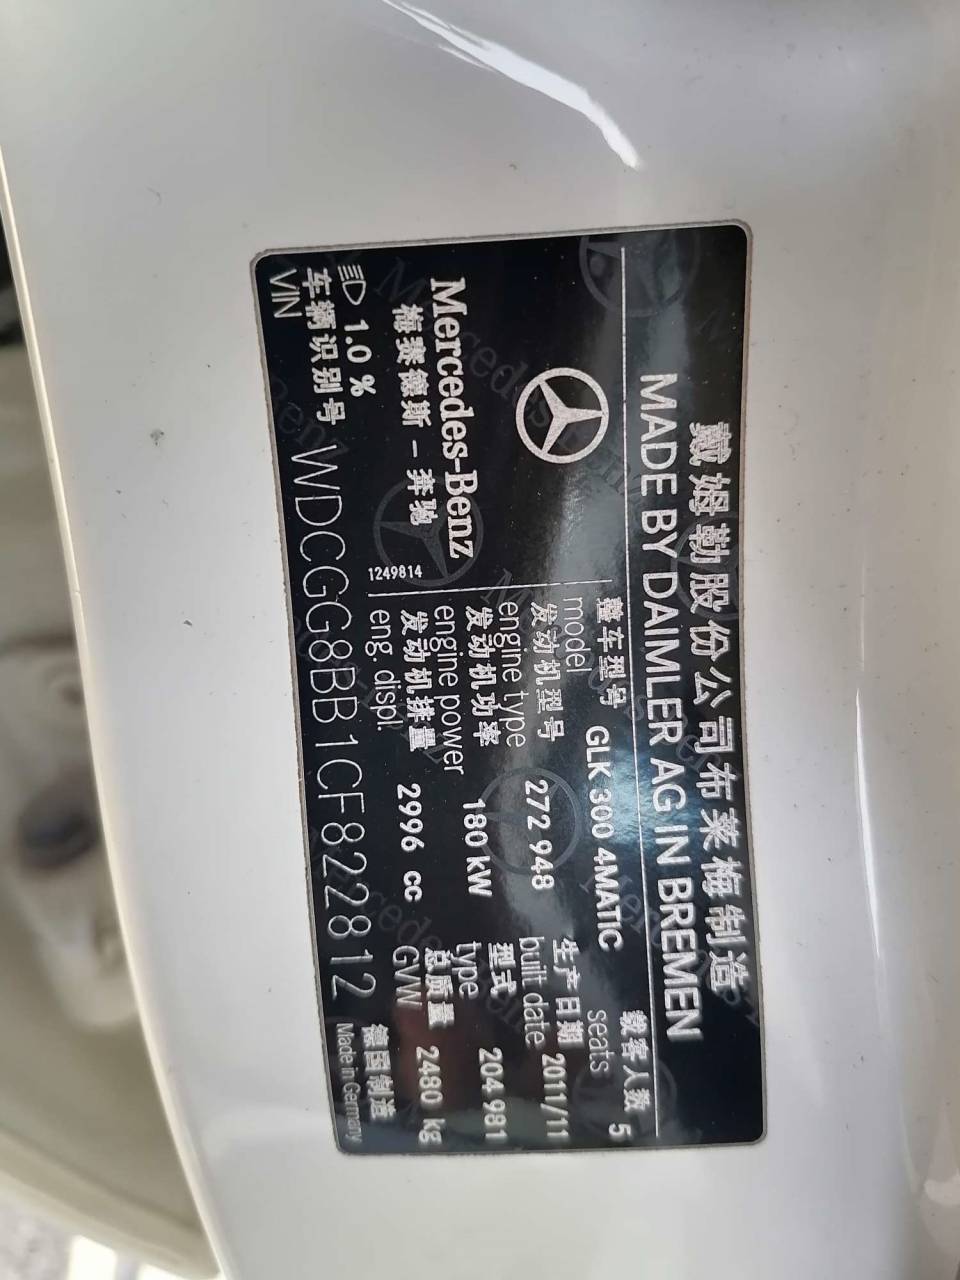 戴姆勒股份公司布莱梅制造
MADE BY DAIMLER AG IN BREMEN
Mercedes-Benz
梅赛德斯－奔驰
1249814
整车型号 GLK 300 4MATIC
model
载客人数 5
seats
发动机型号 272 948
engine type
生产日期 2011/11
built date
发动机功率 180 kW
engine power
型式 204 981
type
发动机排量 2996 cc
eng. displ.
总质量 2480 kg
GVW
1.0 %
车辆识别号 WDCGG8BB1CF822812
VIN
德国制造
Made in Germany